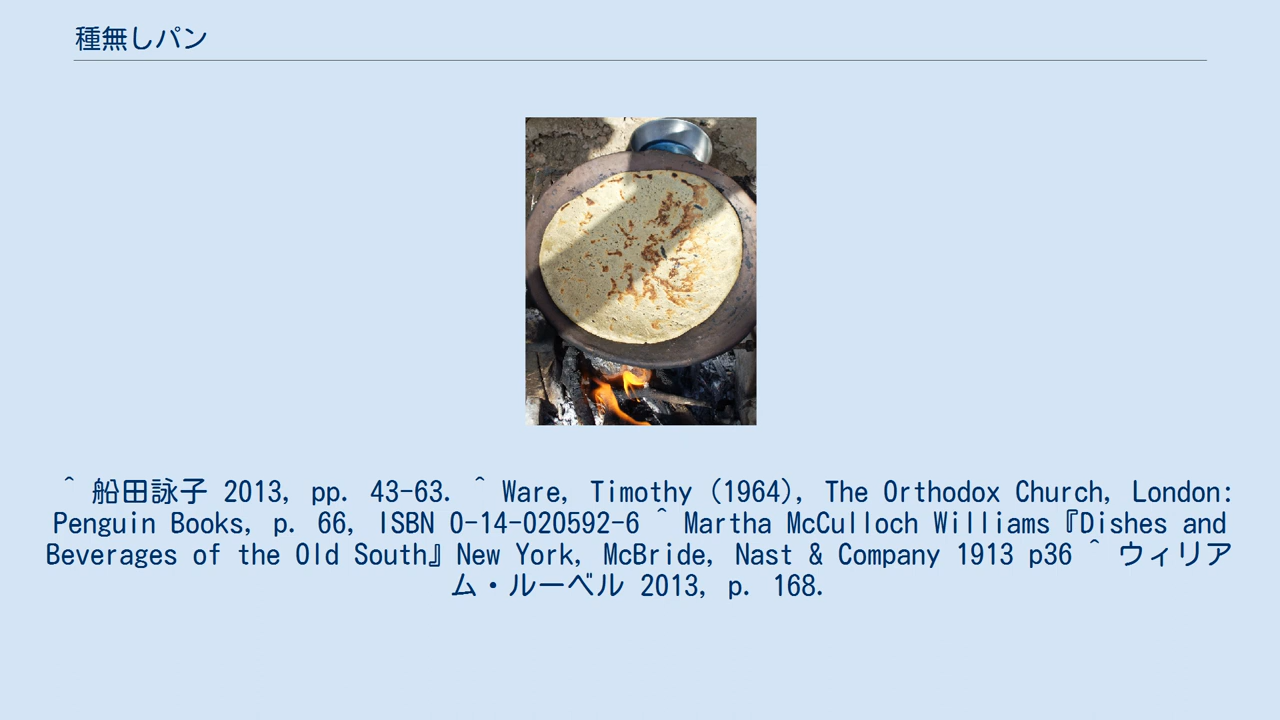 種無しパン
^ 船田詠子 2013, pp. 43-63. ^ Ware, Timothy (1964), The Orthodox Church, London:
Penguin Books, p. 66, ISBN 0-14-020592-6 ^ Martha McCulloch Williams『Dishes and
Beverages of the Old South』New York, McBride, Nast & Company 1913 p36 ^ ウィリア
ム・ルーベル 2013, p. 168.